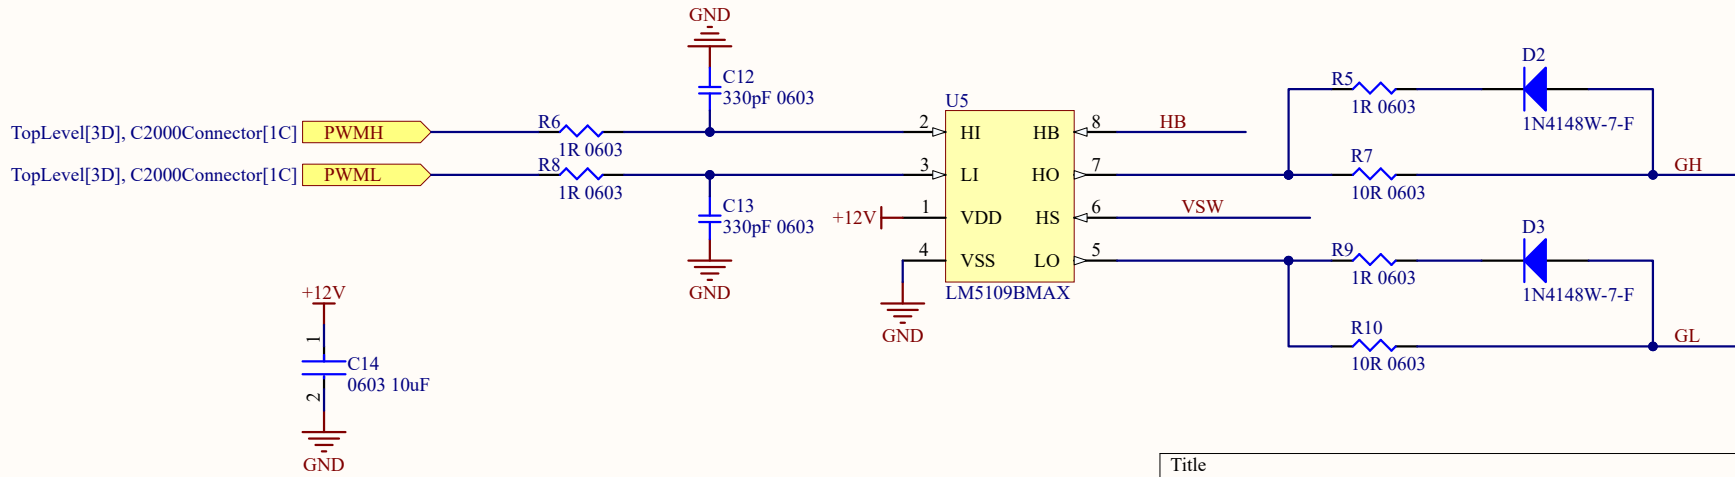 GND
C12
330pF 0603
TopLevel[3D], C2000Connector[1C]
PWMH
R6
1R 0603
TopLevel[3D], C2000Connector[1C]
PWML
R8
1R 0603
C13
330pF 0603
GND
+12V
1
C14
0603 10uF
2
GND
U5
2 HI HB 8
3 LI HO 7
1 VDD HS 6
4 VSS LO 5
LM5109BMAX
+12V
GND
HB
VSW
R5
1R 0603
D2
1N4148W-7-F
R7
10R 0603
GH
R9
1R 0603
D3
1N4148W-7-F
R10
10R 0603
GL
Title